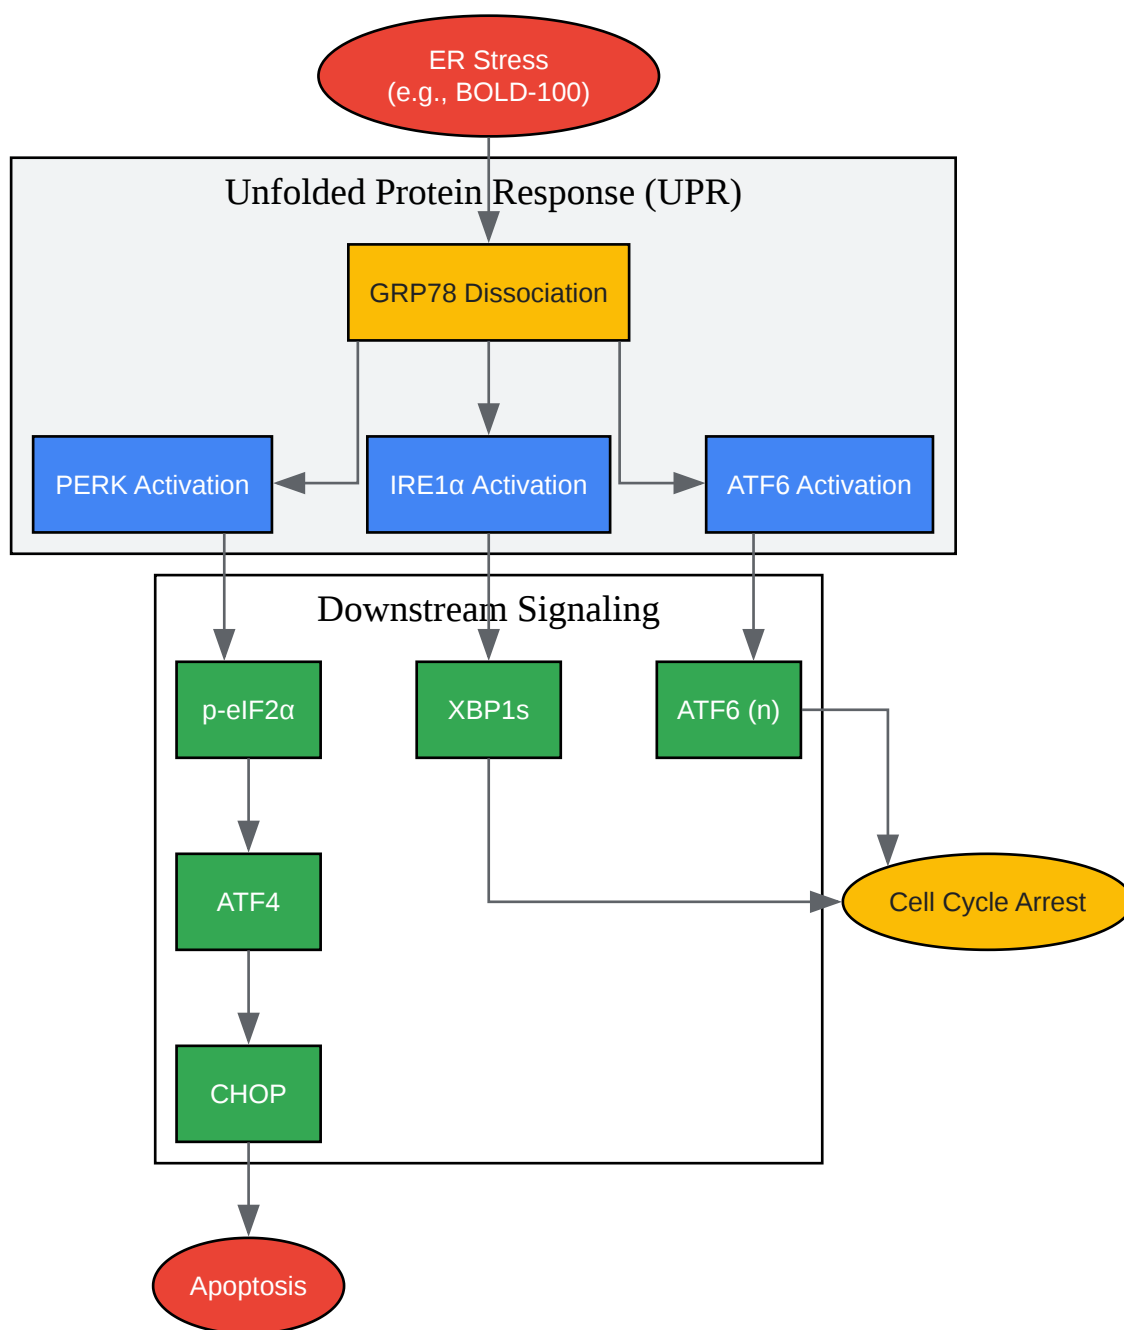 ER Stress
(e.g., BOLD-100)
Unfolded Protein Response (UPR)
GRP78 Dissociation
PERK Activation
IRE1α Activation
ATF6 Activation
Downstream Signaling
p-eIF2α
XBP1s
ATF6 (n)
ATF4
Cell Cycle Arrest
CHOP
Apoptosis